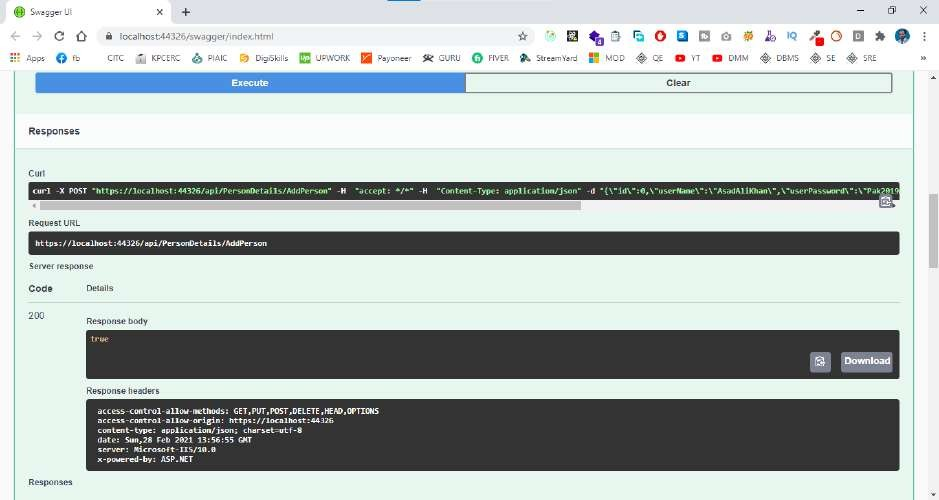 Swagger UI
localhost:44326/swagger/index.html
Apps fb CITC KPCERC PIAIC DigiSkills UPWORK Payoneer GURU FIVER StreamYard MOD QE YT DMM DBMS SE SRE »
Execute Clear
Responses
Curl
curl -X POST "https://localhost:44326/api/PersonDetails/AddPerson" -H "accept: */*" -H "Content-Type: application/json" -d "{\"id\":0,\"userName\":\"AsadAliKhan\",\"userPassword\":\"Pak2019
Request URL
https://localhost:44326/api/PersonDetails/AddPerson
Server response
Code Details
200
Response body
true
Download
Response headers
access-control-allow-methods: GET,PUT,POST,DELETE,HEAD,OPTIONS
access-control-allow-origin: https://localhost:44326
content-type: application/json; charset=utf-8
date: Sun,28 Feb 2021 13:56:55 GMT
server: Microsoft-IIS/10.0
x-powered-by: ASP.NET
Responses